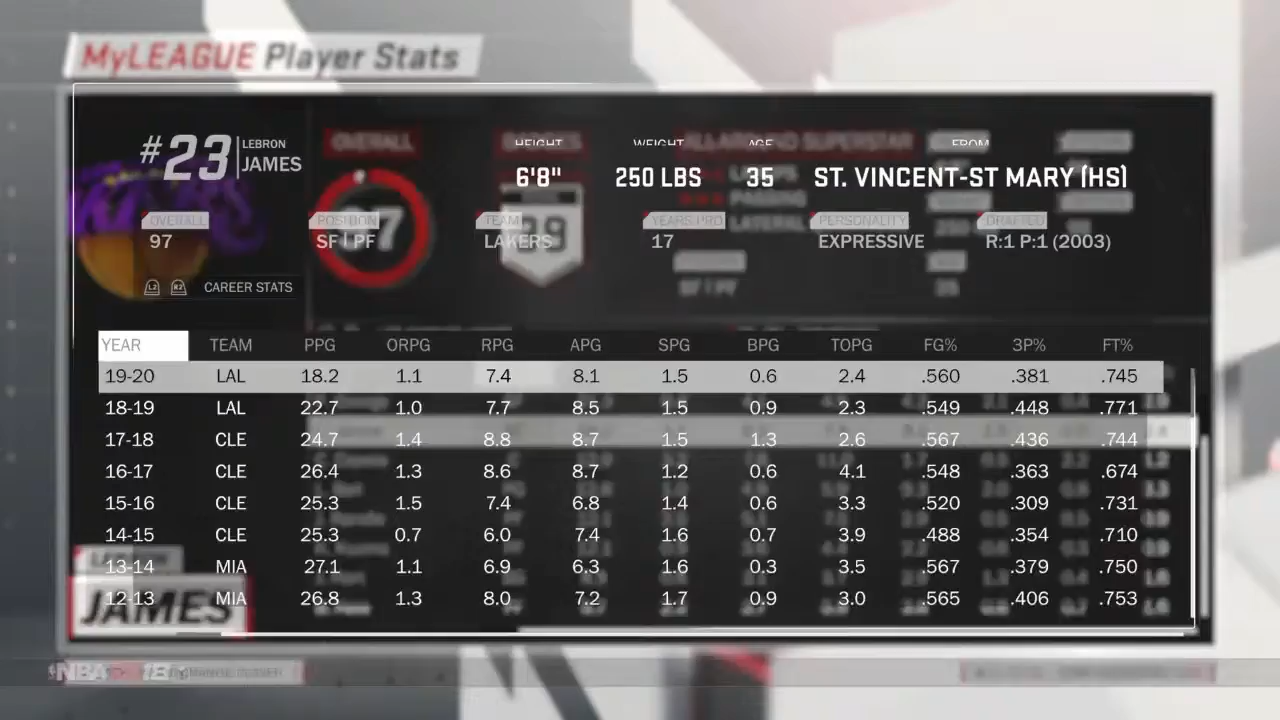 MyLEAGUE Player Stats
#23 LEBRON JAMES
OVERALL
HEIGHT WEIGHT AGE FROM
6'8" 250 LBS 35 ST. VINCENT-ST MARY (HS)
OVERALL POSITION TEAM YEARS PRO PERSONALITY DRAFTED
97 SF | PF LAKERS 17 EXPRESSIVE R:1 P:1 (2003)
L2 R2 CAREER STATS
YEAR TEAM PPG ORPG RPG APG SPG BPG TOPG FG% 3P% FT%
19-20 LAL 18.2 1.1 7.4 8.1 1.5 0.6 2.4 .560 .381 .745
18-19 LAL 22.7 1.0 7.7 8.5 1.5 0.9 2.3 .549 .448 .771
17-18 CLE 24.7 1.4 8.8 8.7 1.5 1.3 2.6 .567 .436 .744
16-17 CLE 26.4 1.3 8.6 8.7 1.2 0.6 4.1 .548 .363 .674
15-16 CLE 25.3 1.5 7.4 6.8 1.4 0.6 3.3 .520 .309 .731
14-15 CLE 25.3 0.7 6.0 7.4 1.6 0.7 3.9 .488 .354 .710
13-14 MIA 27.1 1.1 6.9 6.3 1.6 0.3 3.5 .567 .379 .750
12-13 MIA 26.8 1.3 8.0 7.2 1.7 0.9 3.0 .565 .406 .753
JAMES
NBA 2K18